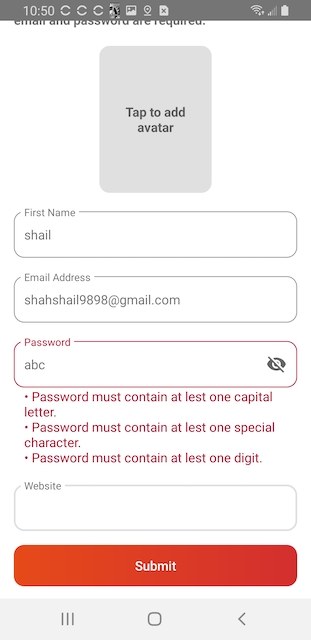 10:50
email and password are required.
Tap to add
avatar
First Name
shail
Email Address
shahshail9898@gmail.com
Password
abc
• Password must contain at lest one capital
letter.
• Password must contain at lest one special
character.
• Password must contain at lest one digit.
Website
Submit